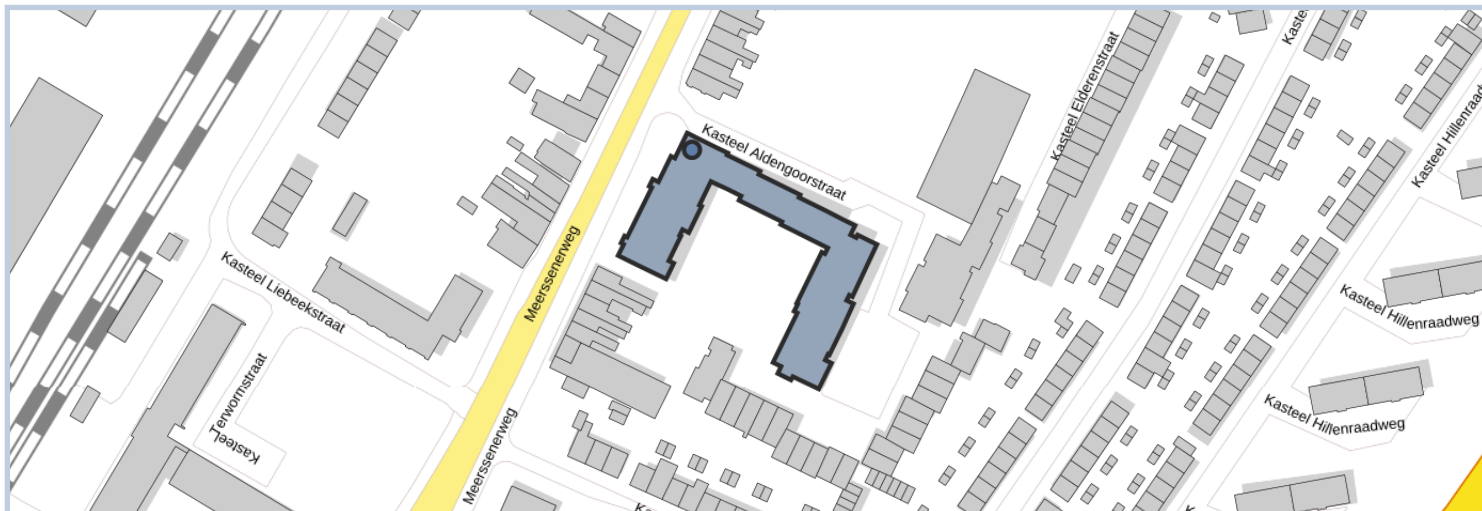 Kasteel Aldengoorstraat
Kasteel Elderenstraat
Kasteel Hillenraad
Meerssenerweg
Kasteel Liebeekstraat
Kasteel Hillenraadweg
Kasteel Terwormstraat
Kasteel Hillenraadweg
Meerssenerweg